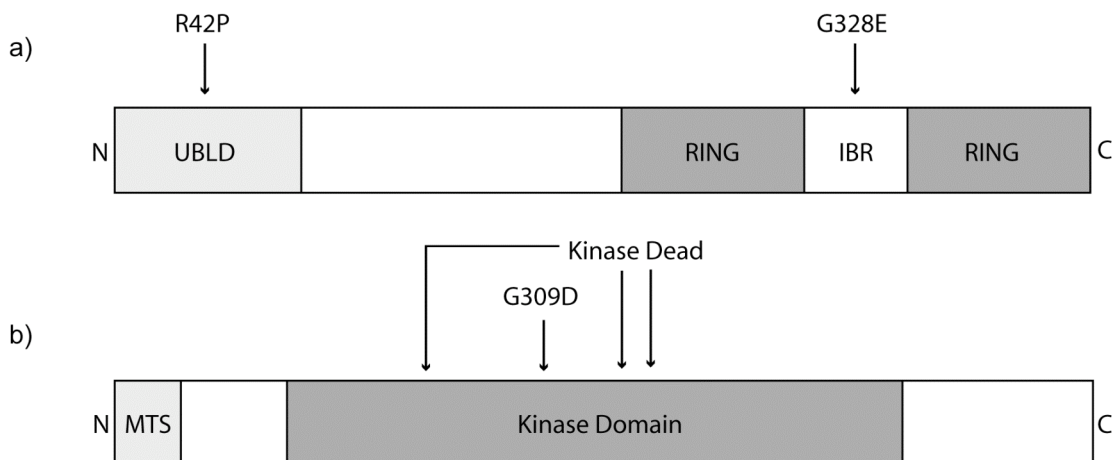 R42P G328E
a)
N UBLD RING IBR RING C
Kinase Dead
G309D
b)
N MTS Kinase Domain C